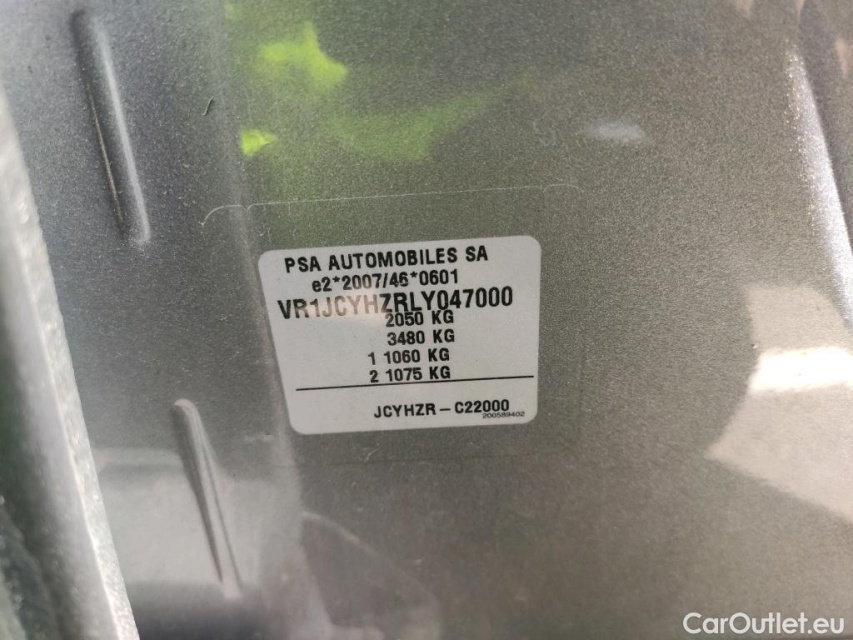 PSA AUTOMOBILES SA
e2*2007/46*0601
VR1JCYHZRLY047000
2050 KG
3480 KG
1 1060 KG
2 1075 KG
JCYHZR - C22000
200589402
CarOutlet.eu